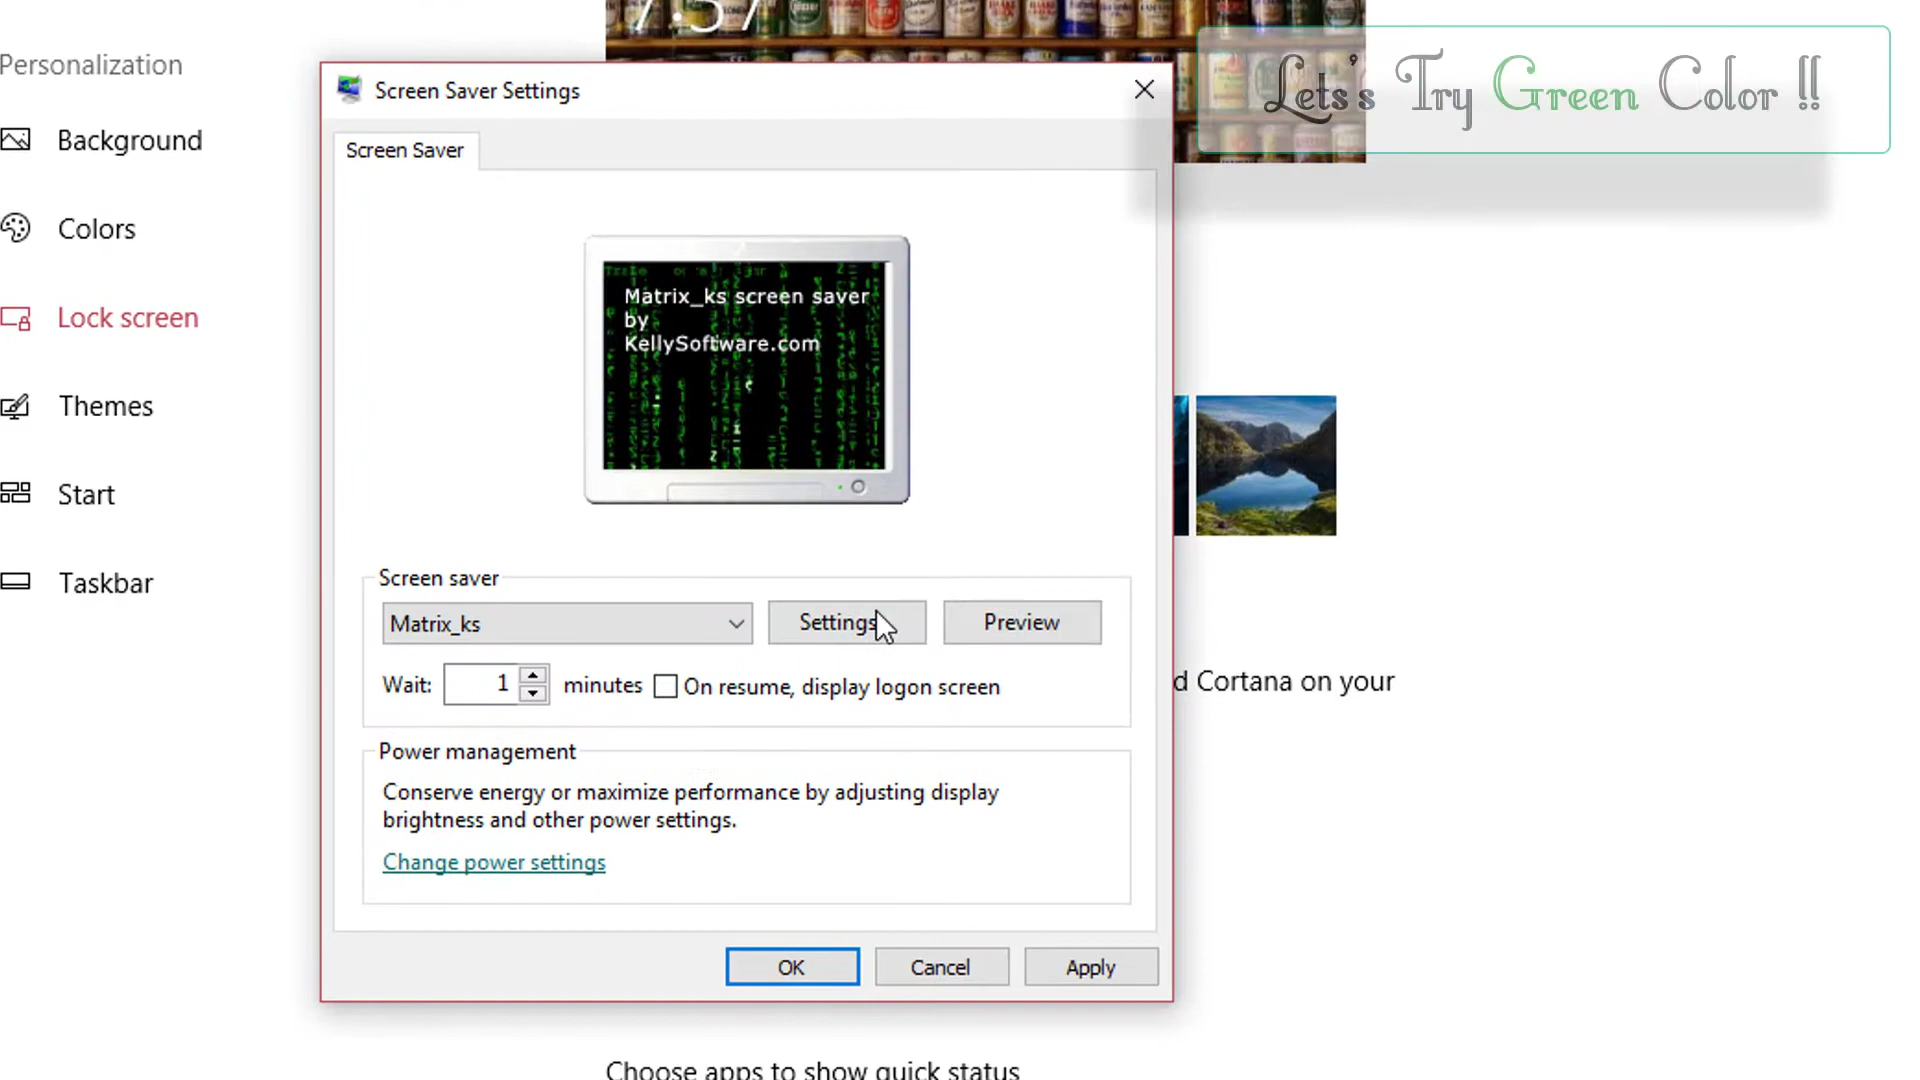 7:57
Let's's Try Green Color !!
Personalization
Background
Colors
Lock screen
Themes
Start
Taskbar
Screen Saver Settings
Screen Saver
Matrix_ks screen saver
by
KellySoftware.com
Screen saver
Matrix_ks
Settings
Preview
Wait:
1
minutes
On resume, display logon screen
Power management
Conserve energy or maximize performance by adjusting display
brightness and other power settings.
Change power settings
OK
Cancel
Apply
d Cortana on your
Choose apps to show quick status